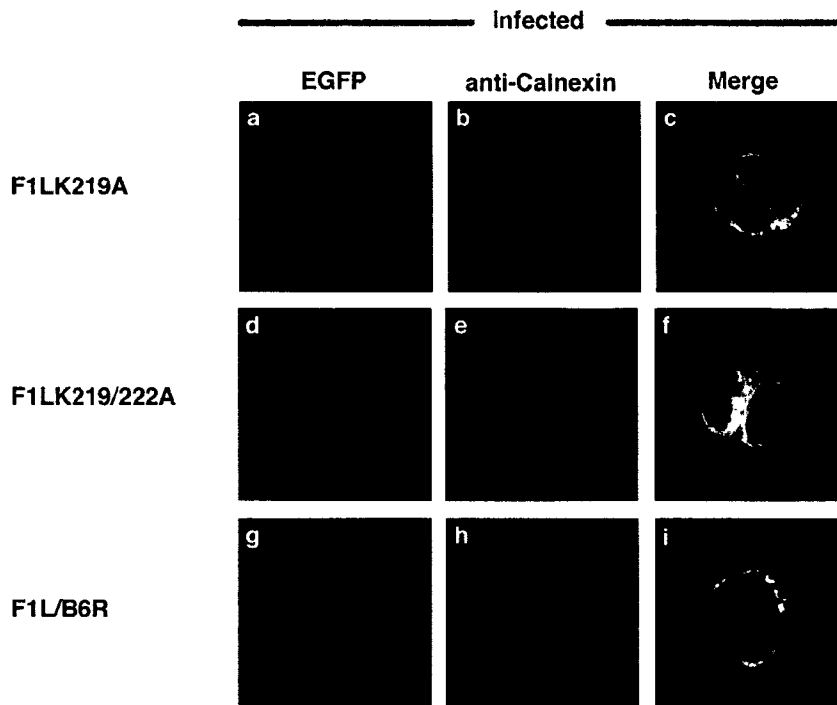 Infected
EGFP anti-Calnexin Merge
F1LK219A a b c
F1LK219/222A d e f
F1L/B6R g h i